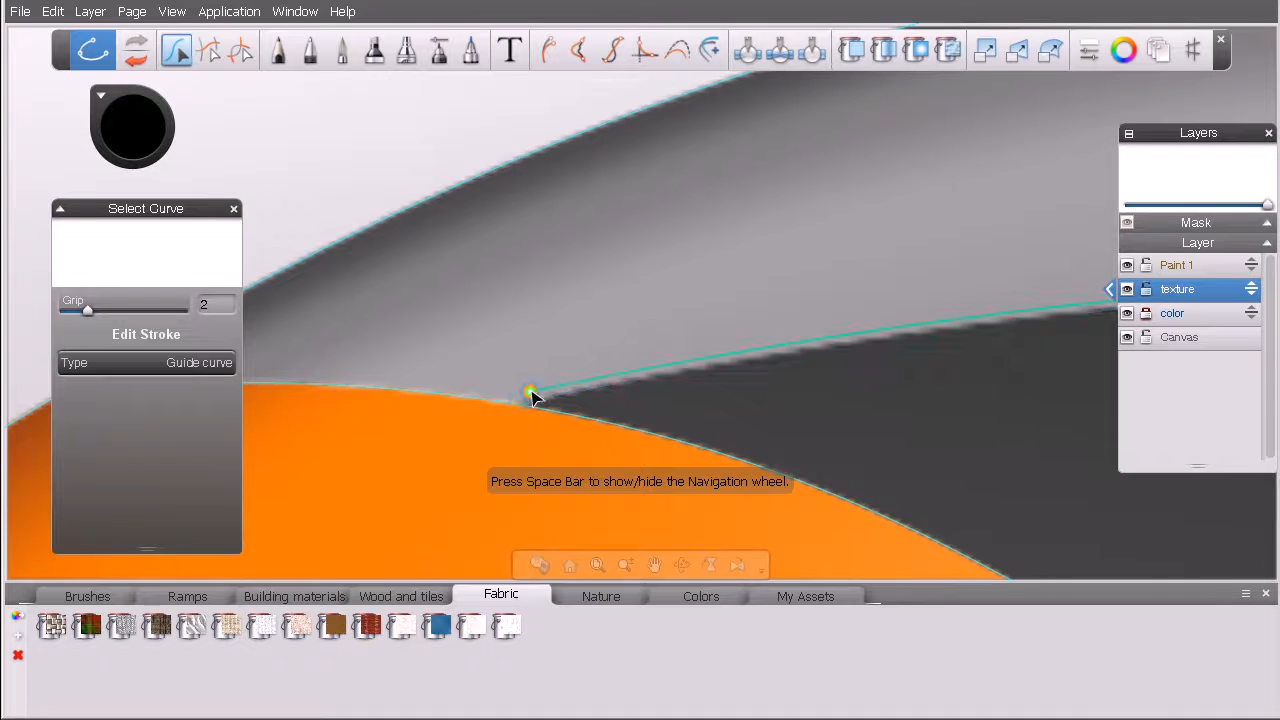 File Edit Layer Page View Application Window Help
T
Layers
Select Curve
Mask
Layer
Paint 1
texture
color
Canvas
Grip 2
Edit Stroke
Type Guide curve
Press Space Bar to show/hide the Navigation wheel.
Brushes Ramps Building materials Wood and tiles Fabric Nature Colors My Assets